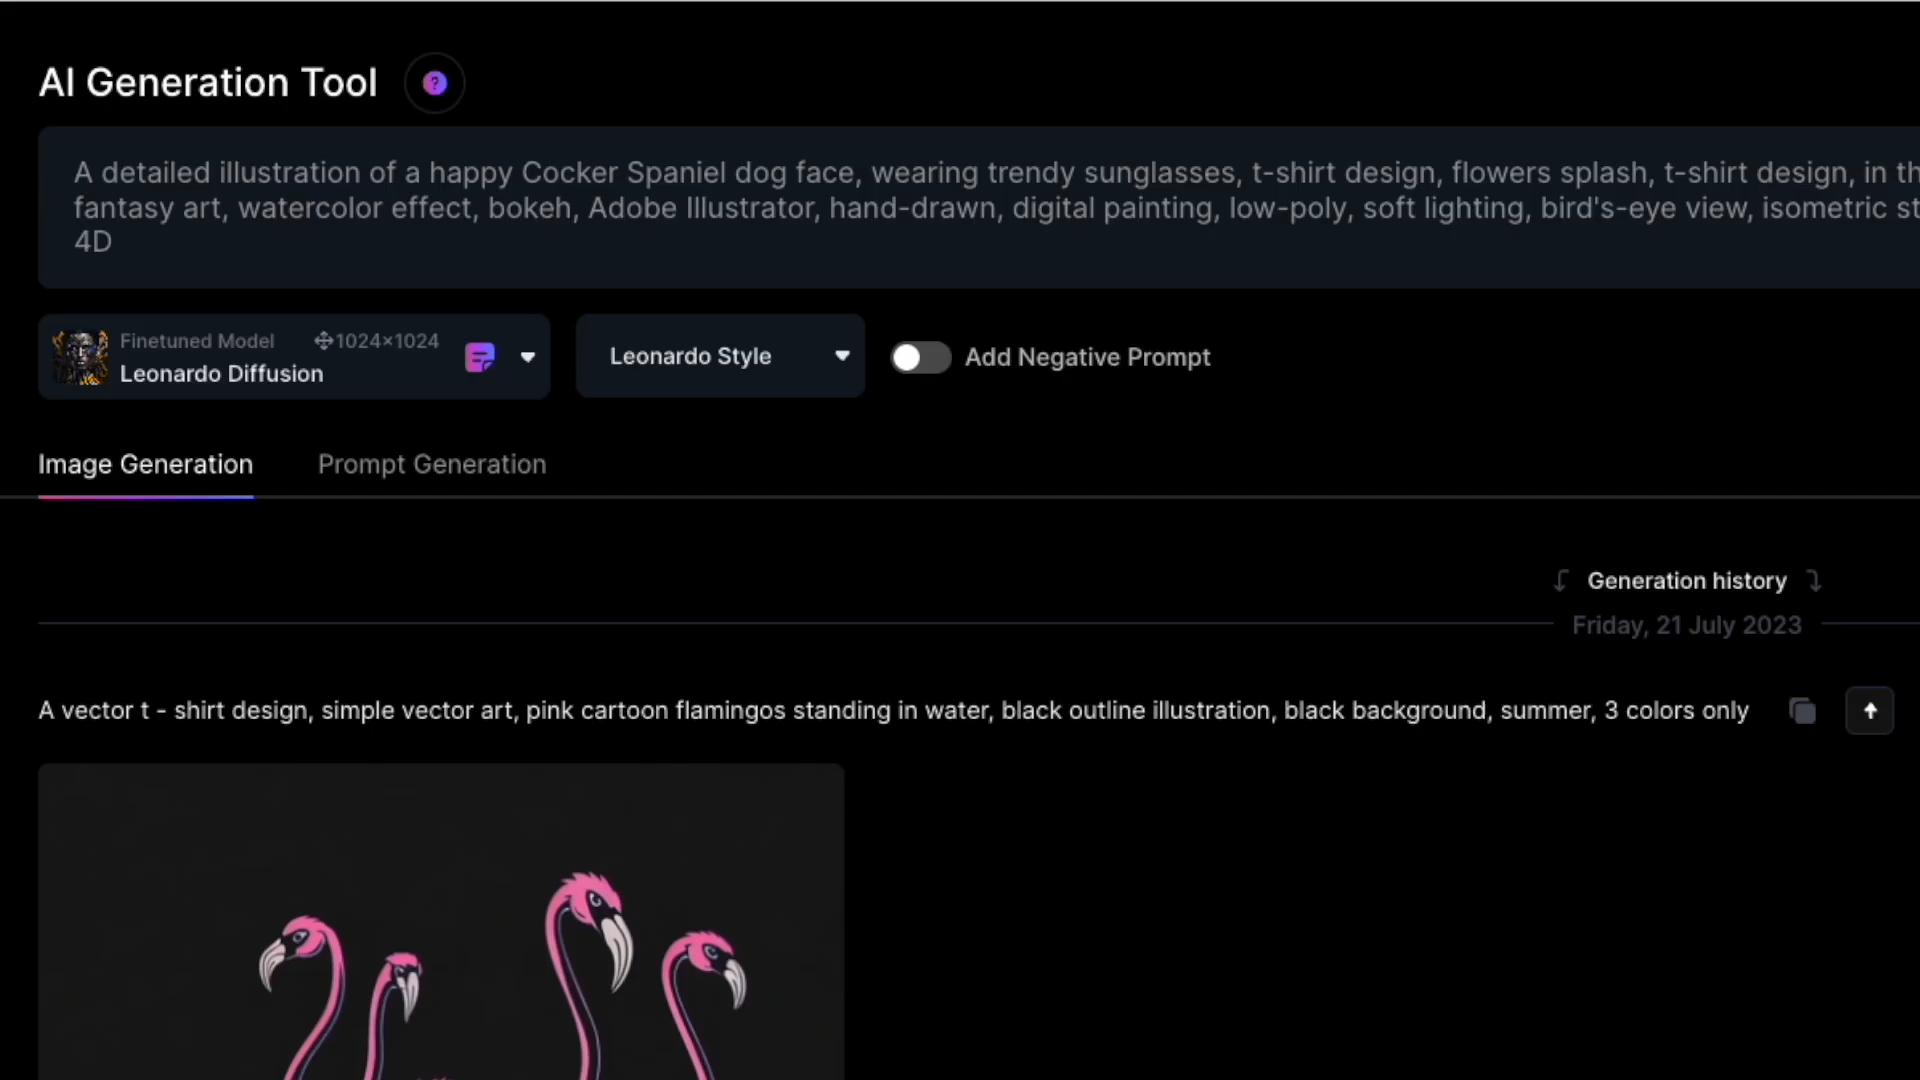 AI Generation Tool
?
A detailed illustration of a happy Cocker Spaniel dog face, wearing trendy sunglasses, t-shirt design, flowers splash, t-shirt design, in
fantasy art, watercolor effect, bokeh, Adobe Illustrator, hand-drawn, digital painting, low-poly, soft lighting, bird's-eye view, isometric
4D
Finetuned Model 1024×1024
Leonardo Diffusion
Leonardo Style
Add Negative Prompt
Image Generation Prompt Generation
Generation history
Friday, 21 July 2023
A vector t - shirt design, simple vector art, pink cartoon flamingos standing in water, black outline illustration, black background, summer, 3 colors only